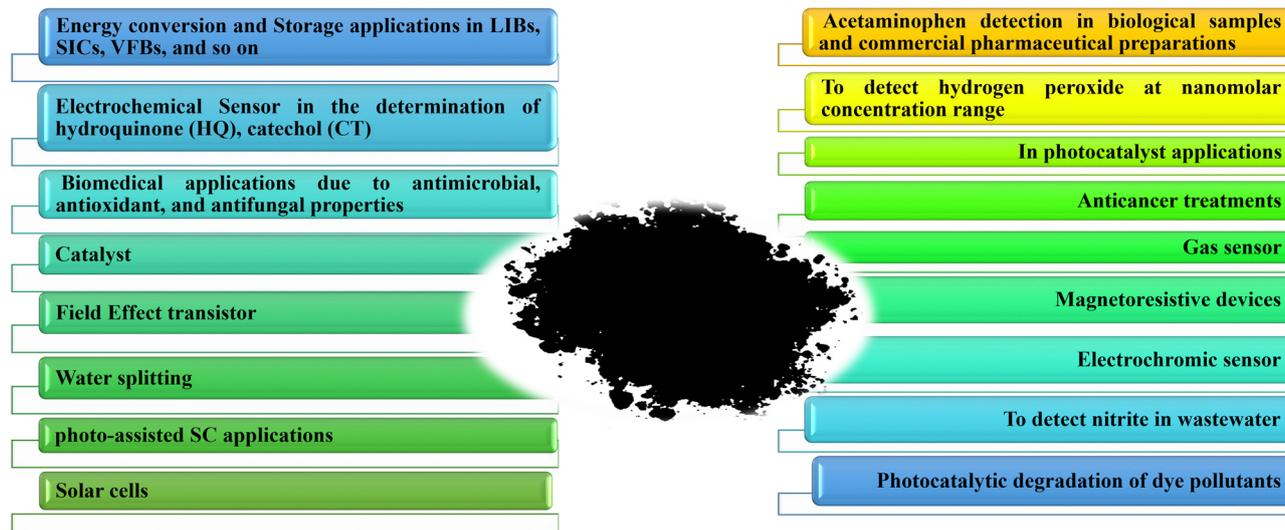 Energy conversion and Storage applications in LIBs,
SICs, VFBs, and so on
Electrochemical Sensor in the determination of
hydroquinone (HQ), catechol (CT)
Biomedical applications due to antimicrobial,
antioxidant, and antifungal properties
Catalyst
Field Effect transistor
Water splitting
photo-assisted SC applications
Solar cells
Acetaminophen detection in biological samples
and commercial pharmaceutical preparations
To detect hydrogen peroxide at nanomolar
concentration range
In photocatalyst applications
Anticancer treatments
Gas sensor
Magnetoresistive devices
Electrochromic sensor
To detect nitrite in wastewater
Photocatalytic degradation of dye pollutants